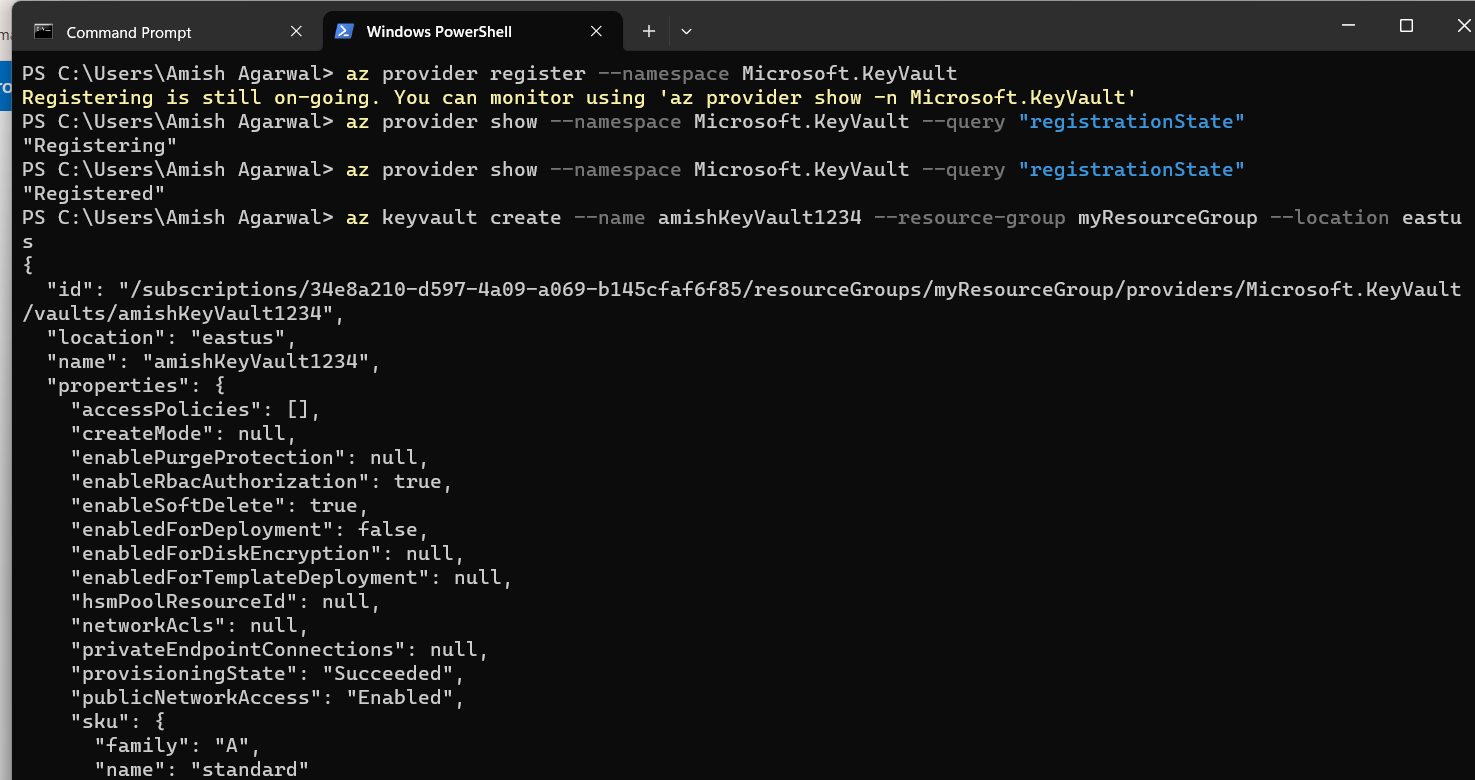 Command Prompt
Windows PowerShell
PS C:\Users\Amish Agarwal> az provider register --namespace Microsoft.KeyVault
Registering is still on-going. You can monitor using 'az provider show -n Microsoft.KeyVault'
PS C:\Users\Amish Agarwal> az provider show --namespace Microsoft.KeyVault --query "registrationState"
"Registering"
PS C:\Users\Amish Agarwal> az provider show --namespace Microsoft.KeyVault --query "registrationState"
"Registered"
PS C:\Users\Amish Agarwal> az keyvault create --name amishKeyVault1234 --resource-group myResourceGroup --location eastu
s
{
  "id": "/subscriptions/34e8a210-d597-4a09-a069-b145cfaf6f85/resourceGroups/myResourceGroup/providers/Microsoft.KeyVault
/vaults/amishKeyVault1234",
  "location": "eastus",
  "name": "amishKeyVault1234",
  "properties": {
    "accessPolicies": [],
    "createMode": null,
    "enablePurgeProtection": null,
    "enableRbacAuthorization": true,
    "enableSoftDelete": true,
    "enabledForDeployment": false,
    "enabledForDiskEncryption": null,
    "enabledForTemplateDeployment": null,
    "hsmPoolResourceId": null,
    "networkAcls": null,
    "privateEndpointConnections": null,
    "provisioningState": "Succeeded",
    "publicNetworkAccess": "Enabled",
    "sku": {
      "family": "A",
      "name": "standard"